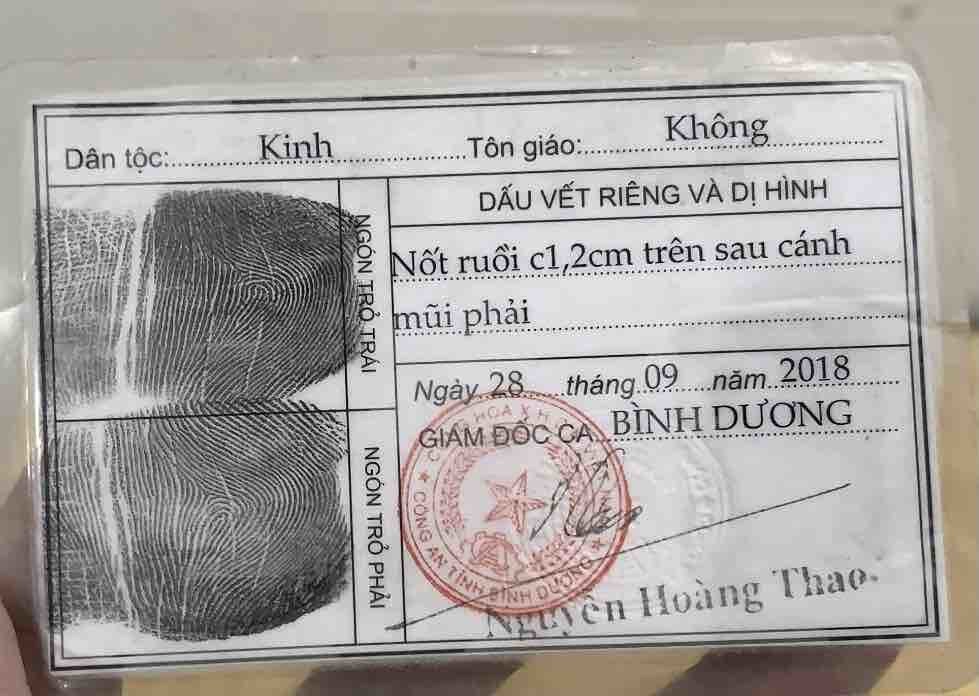 Dân tộc: Kinh Tôn giáo: Không
NGÓN TRỎ TRÁI
DẤU VẾT RIÊNG VÀ DỊ HÌNH
Nốt ruồi c1,2cm trên sau cánh
mũi phải
NGÓN TRỎ PHẢI
Ngày 28 tháng 09 năm 2018
GIÁM ĐỐC CA BÌNH DƯƠNG
CÔNG AN TỈNH BÌNH DƯƠNG
Nguyễn Hoàng Thao